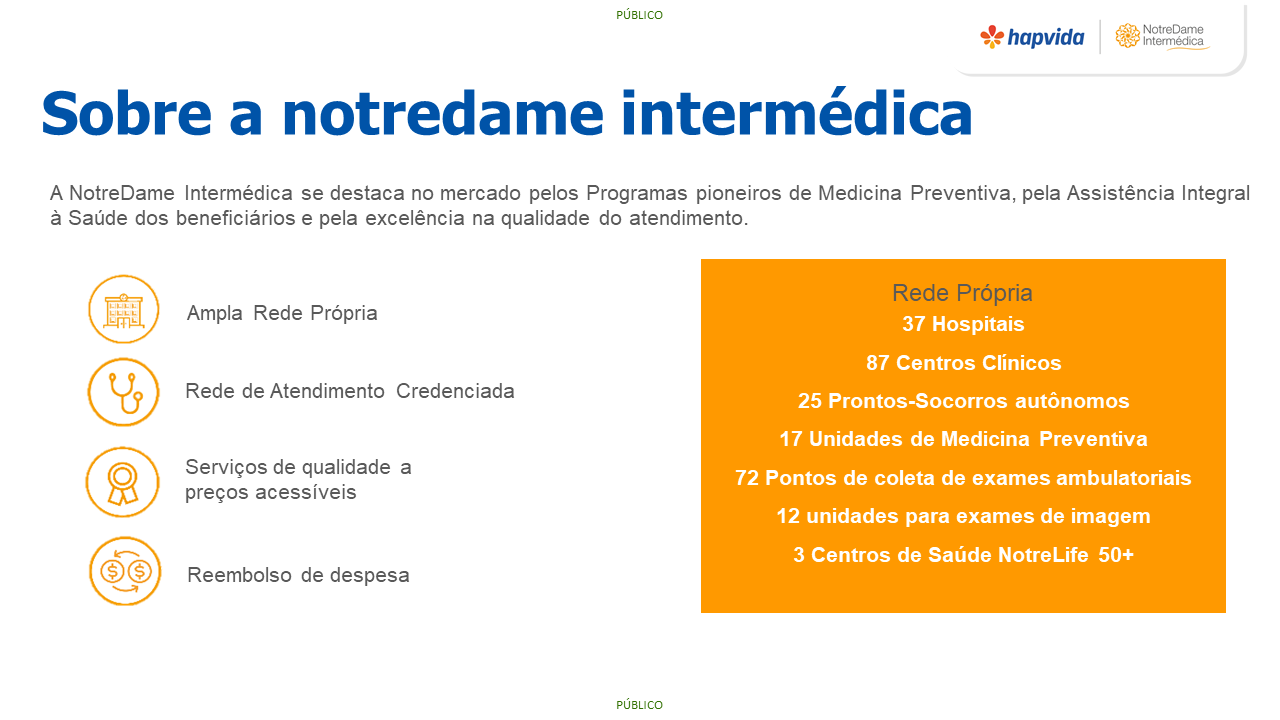 PÚBLICO
hapvida
NotreDame
Intermédica
Sobre a notredame intermédica
A NotreDame Intermédica se destaca no mercado pelos Programas pioneiros de Medicina Preventiva, pela Assistência Integral
à Saúde dos beneficiários e pela excelência na qualidade do atendimento.
Ampla Rede Própria
Rede de Atendimento Credenciada
Serviços de qualidade a
preços acessíveis
Reembolso de despesa
Rede Própria
37 Hospitais
87 Centros Clínicos
25 Prontos-Socorros autônomos
17 Unidades de Medicina Preventiva
72 Pontos de coleta de exames ambulatoriais
12 unidades para exames de imagem
3 Centros de Saúde NotreLife 50+
PÚBLICO